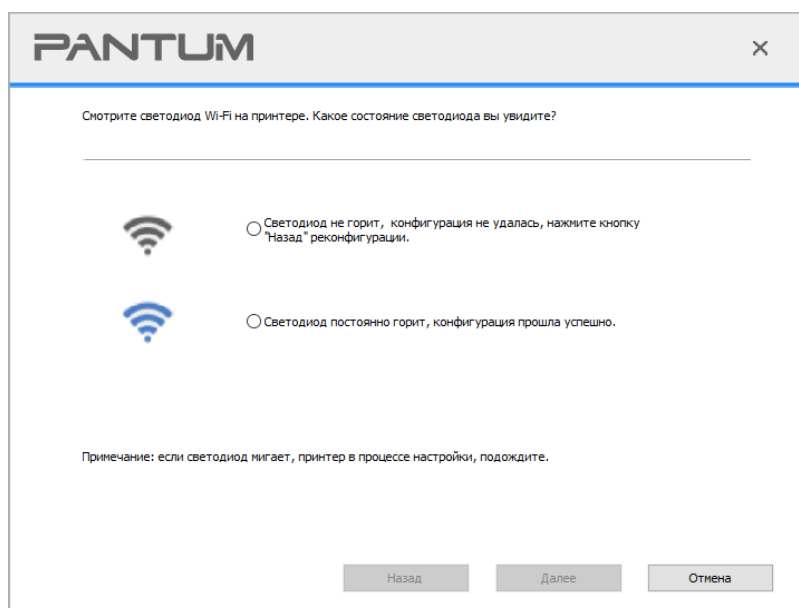 PANTUM
Смотрите светодиод Wi-Fi на принтере. Какое состояние светодиода вы увидите?
Светодиод не горит, конфигурация не удалась, нажмите кнопку
"Назад" реконфигурации.
Светодиод постоянно горит, конфигурация прошла успешно.
Примечание: если светодиод мигает, принтер в процессе настройки, подождите.
Назад Далее Отмена